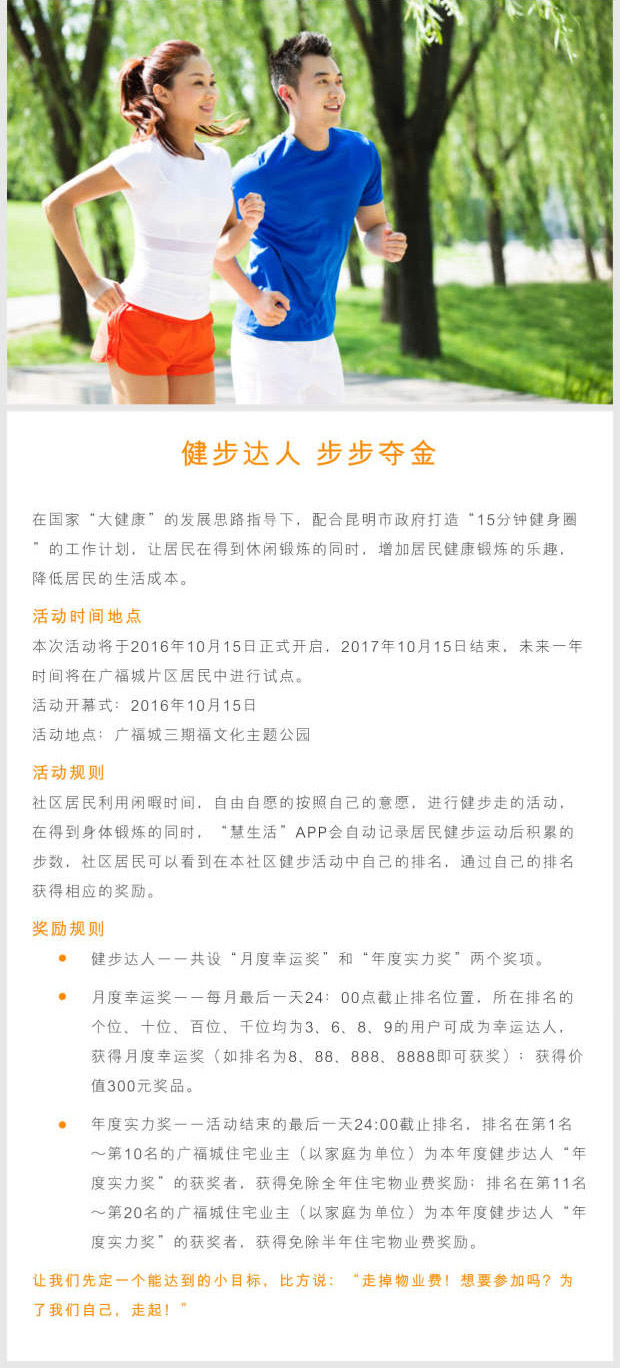 健步达人 步步夺金
在国家“大健康”的发展思路指导下，配合昆明市政府打造“15分钟健身圈
”的工作计划，让居民在得到休闲锻炼的同时，增加居民健康锻炼的乐趣，
降低居民的生活成本。
活动时间地点
本次活动将于2016年10月15日正式开启，2017年10月15日结束，未来一年
时间将在广福城片区居民中进行试点。
活动开幕式：2016年10月15日
活动地点：广福城三期福文化主题公园
活动规则
社区居民利用闲暇时间，自由自愿的按照自己的意愿，进行健步走的活动，
在得到身体锻炼的同时，“慧生活”APP会自动记录居民健步运动后积累的
步数，社区居民可以看到在本社区健步活动中自己的排名，通过自己的排名
获得相应的奖励。
奖励规则
● 健步达人——共设“月度幸运奖”和“年度实力奖”两个奖项。
● 月度幸运奖——每月最后一天24：00点截止排名位置，所在排名的
个位、十位、百位、千位均为3、6、8、9的用户可成为幸运达人，
获得月度幸运奖（如排名为8、88、888、8888即可获奖）；获得价
值300元奖品。
● 年度实力奖——活动结束的最后一天24:00截止排名，排名在第1名
～第10名的广福城住宅业主（以家庭为单位）为本年度健步达人“年
度实力奖”的获奖者，获得免除全年住宅物业费奖励；排名在第11名
～第20名的广福城住宅业主（以家庭为单位）为本年度健步达人“年
度实力奖”的获奖者，获得免除半年住宅物业费奖励。
让我们先定一个能达到的小目标，比方说：“走掉物业费！想要参加吗？为
了我们自己，走起！”